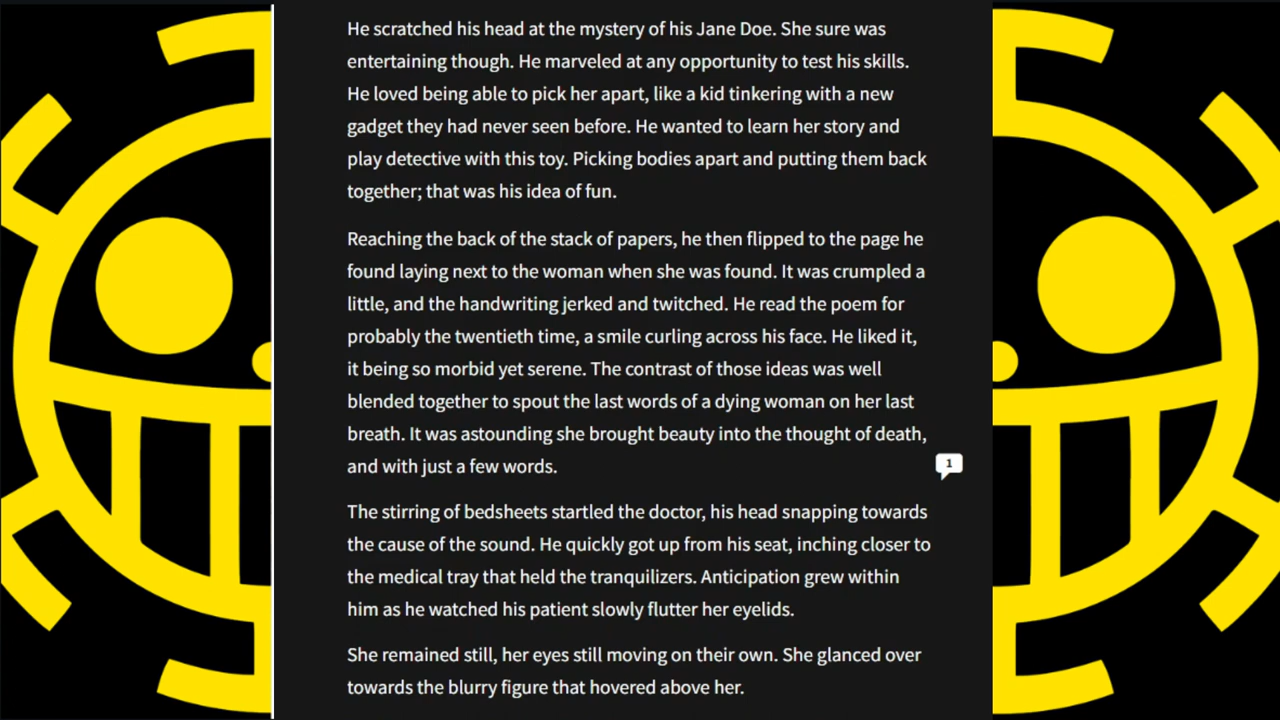 He scratched his head at the mystery of his Jane Doe. She sure was
entertaining though. He marveled at any opportunity to test his skills.
He loved being able to pick her apart, like a kid tinkering with a new
gadget they had never seen before. He wanted to learn her story and
play detective with this toy. Picking bodies apart and putting them back
together; that was his idea of fun.
Reaching the back of the stack of papers, he then flipped to the page he
found laying next to the woman when she was found. It was crumpled a
little, and the handwriting jerked and twitched. He read the poem for
probably the twentieth time, a smile curling across his face. He liked it,
it being so morbid yet serene. The contrast of those ideas was well
blended together to spout the last words of a dying woman on her last
breath. It was astounding she brought beauty into the thought of death,
and with just a few words.
1
The stirring of bedsheets startled the doctor, his head snapping towards
the cause of the sound. He quickly got up from his seat, inching closer to
the medical tray that held the tranquilizers. Anticipation grew within
him as he watched his patient slowly flutter her eyelids.
She remained still, her eyes still moving on their own. She glanced over
towards the blurry figure that hovered above her.